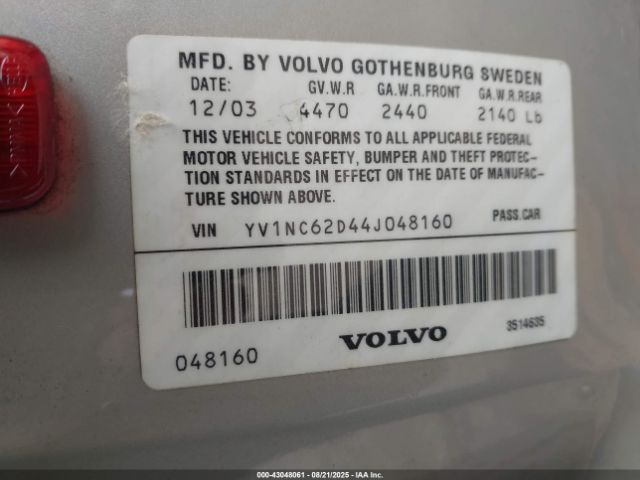 MFD. BY VOLVO GOTHENBURG SWEDEN
DATE: GV.W.R GA.W.R.FRONT GA.W.R.REAR
12/03 4470 2440 2140 Lb
THIS VEHICLE CONFORMS TO ALL APPLICABLE FEDERAL
MOTOR VEHICLE SAFETY, BUMPER AND THEFT PROTEC-
TION STANDARDS IN EFFECT ON THE DATE OF MANUFAC-
TURE SHOWN ABOVE.
VIN YV1NC62D44J048160 PASS.CAR
048160 VOLVO 3514635
000-43048061 - 08/21/2025 - IAAI Inc.